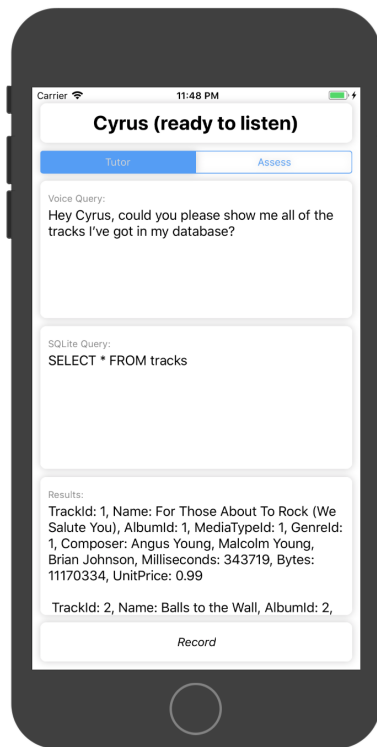 Carrier 11:48 PM
Cyrus (ready to listen)
Tutor Assess
Voice Query:
Hey Cyrus, could you please show me all of the
tracks I’ve got in my database?
SQLite Query:
SELECT * FROM tracks
Results:
TrackId: 1, Name: For Those About To Rock (We
Salute You), AlbumId: 1, MediaTypeId: 1, GenreId:
1, Composer: Angus Young, Malcolm Young,
Brian Johnson, Milliseconds: 343719, Bytes:
11170334, UnitPrice: 0.99
TrackId: 2, Name: Balls to the Wall, AlbumId: 2,
Record